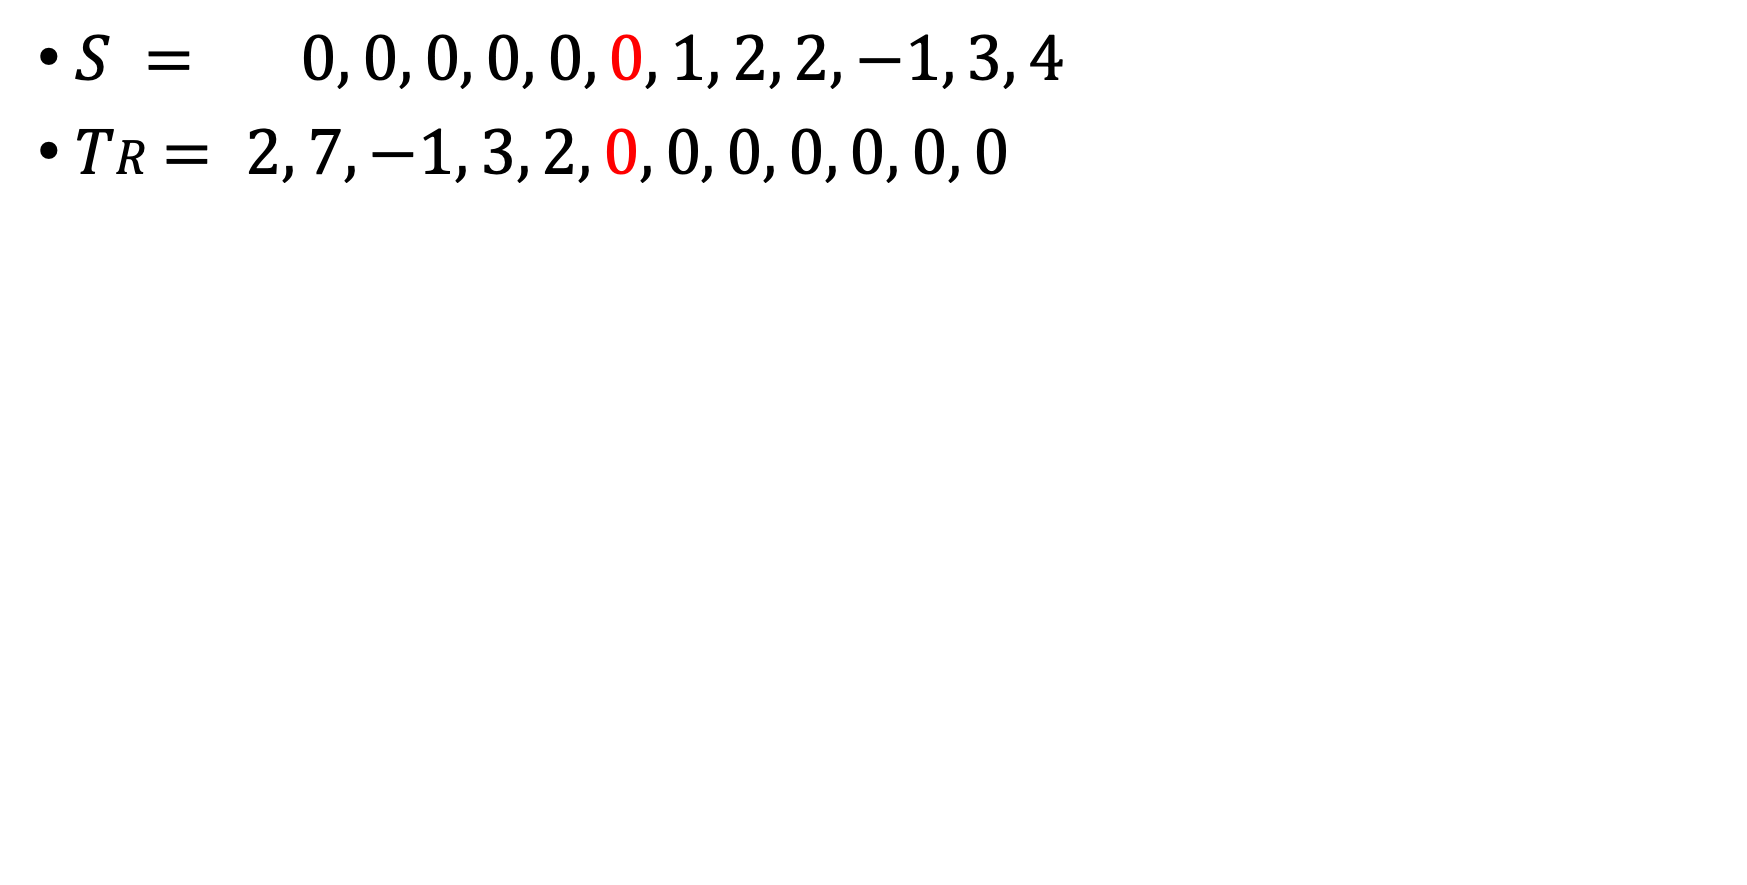 • S = 0, 0, 0, 0, 0, 0, 1, 2, 2, −1, 3, 4
• TR = 2, 7, −1, 3, 2, 0, 0, 0, 0, 0, 0, 0